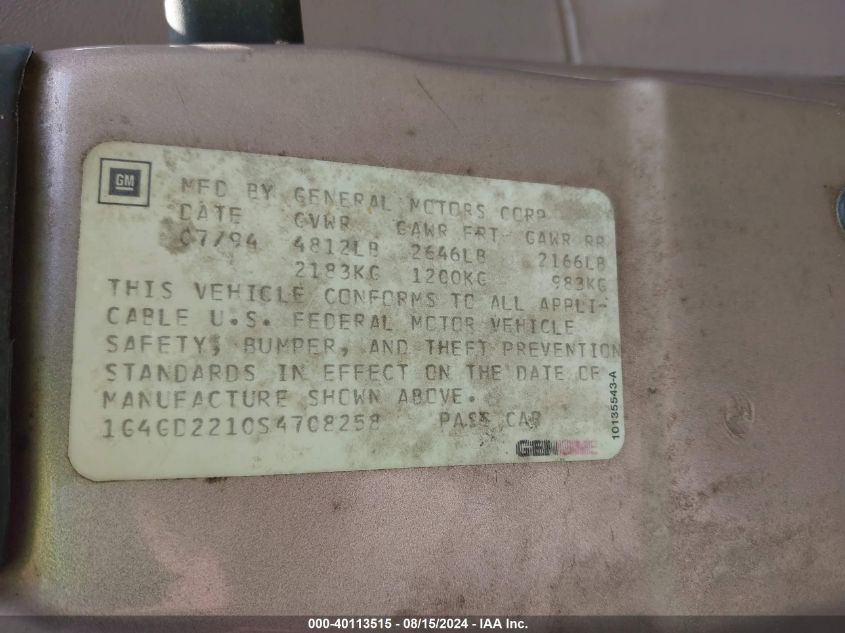 GM
MFD BY GENERAL MOTORS CORP
DATE GVWR GAWR FRT GAWR RR
07/94 4812LB 2646LB 2166LB
2183KG 1200KG 983KG
THIS VEHICLE CONFORMS TO ALL APPLI-
CABLE U.S. FEDERAL MOTOR VEHICLE
SAFETY, BUMPER, AND THEFT PREVENTION
STANDARDS IN EFFECT ON THE DATE OF
MANUFACTURE SHOWN ABOVE.
1G4GD2210S4708258 PASS CAR
GENUINE
10135543-A
000-40113515 - 08/15/2024 - IAA Inc.